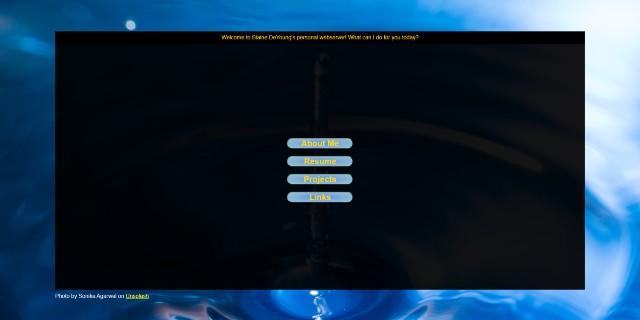 Welcome to Blaine DeYoung's personal webserver! What can I do for you today?
About Me
Resume
Projects
Links
Photo by Sonika Agarwal on Unsplash